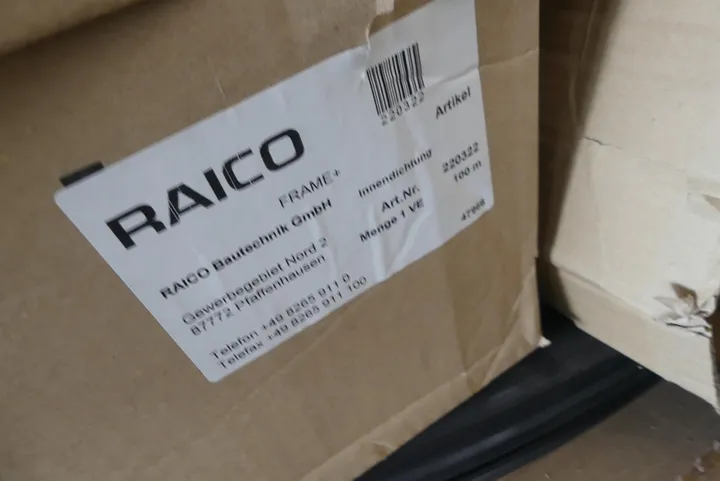 RAICO
FRAME+
RAICO Bautechnik GmbH
Gewerbegebiet Nord 2
87772 Pfaffenhausen
Telefon +49 8265 911 0
Telefax +49 8265 911 100
220322
Artikel
Innendichtung
Art.Nr. 220322
Menge 1 VE 100 m